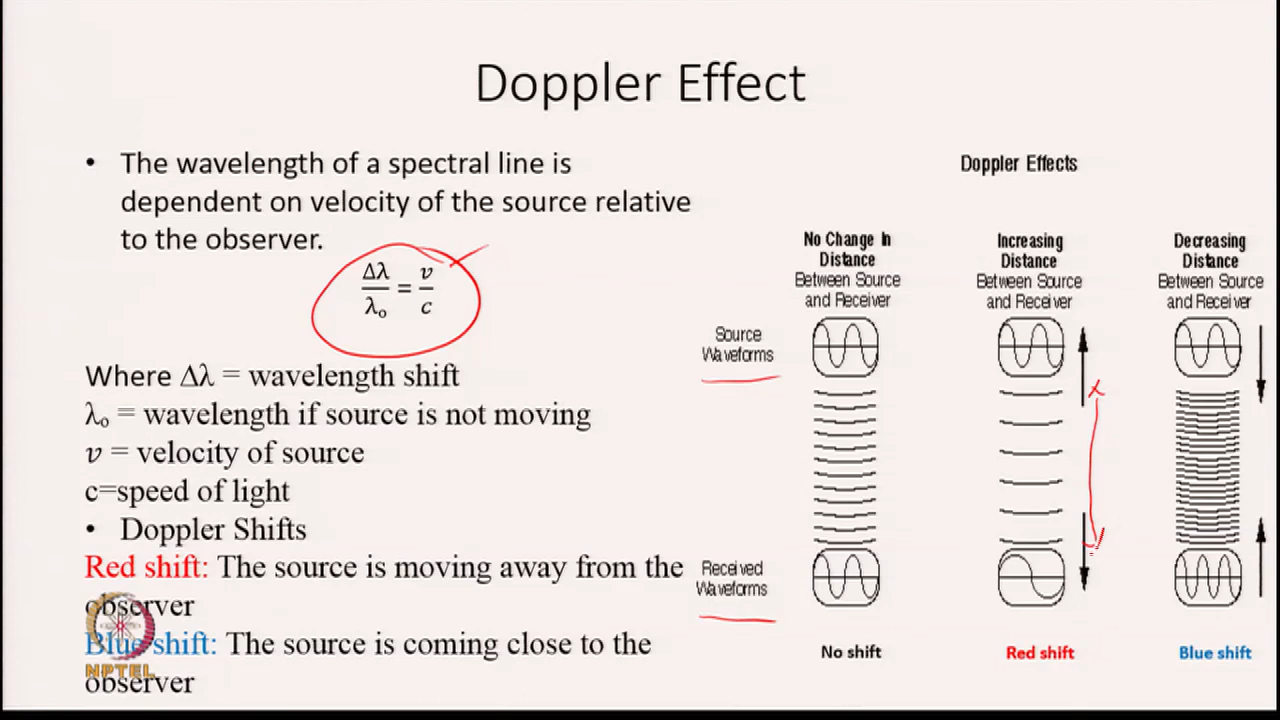 Doppler Effect
• The wavelength of a spectral line is
dependent on velocity of the source relative
to the observer.
Δλ/λₒ = v/c
Where Δλ = wavelength shift
λₒ = wavelength if source is not moving
v = velocity of source
c=speed of light
• Doppler Shifts
Red shift: The source is moving away from the
observer
Blue shift: The source is coming close to the
observer
NPTEL
Doppler Effects
No Change In
Distance
Between Source
and Receiver
Increasing
Distance
Between Source
and Receiver
Decreasing
Distance
Between Source
and Receiver
Source
Waveforms
Received
Waveforms
No shift
Red shift
Blue shift